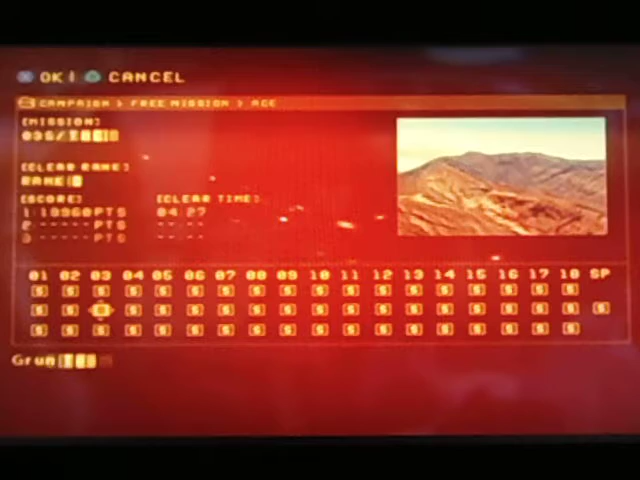 OK | CANCEL
CAMPAIGN > FREE MISSION > ACE
[MISSION]
[CLEAR RANK]
RANK
[SCORE] [CLEAR TIME]
1:18960PTS 04:27
2:-----PTS --:--
3:-----PTS --:--
01 02 03 04 05 06 07 08 09 10 11 12 13 14 15 16 17 18 SP
S S S S S S S S S S S S S S S S S S
S S S S S S S S S S S S S S S S S S S
S S S S S S S S S S S S S S S S S S